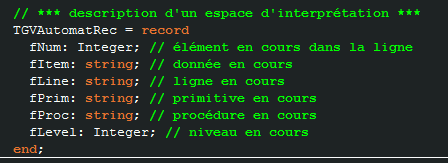 // *** description d'un espace d'interprétation ***
TGVAutomatRec = record
fNum: Integer; // élément en cours dans la ligne
fItem: string; // donnée en cours
fLine: string; // ligne en cours
fPrim: string; // primitive en cours
fProc: string; // procédure en cours
fLevel: Integer; // niveau en cours
end;